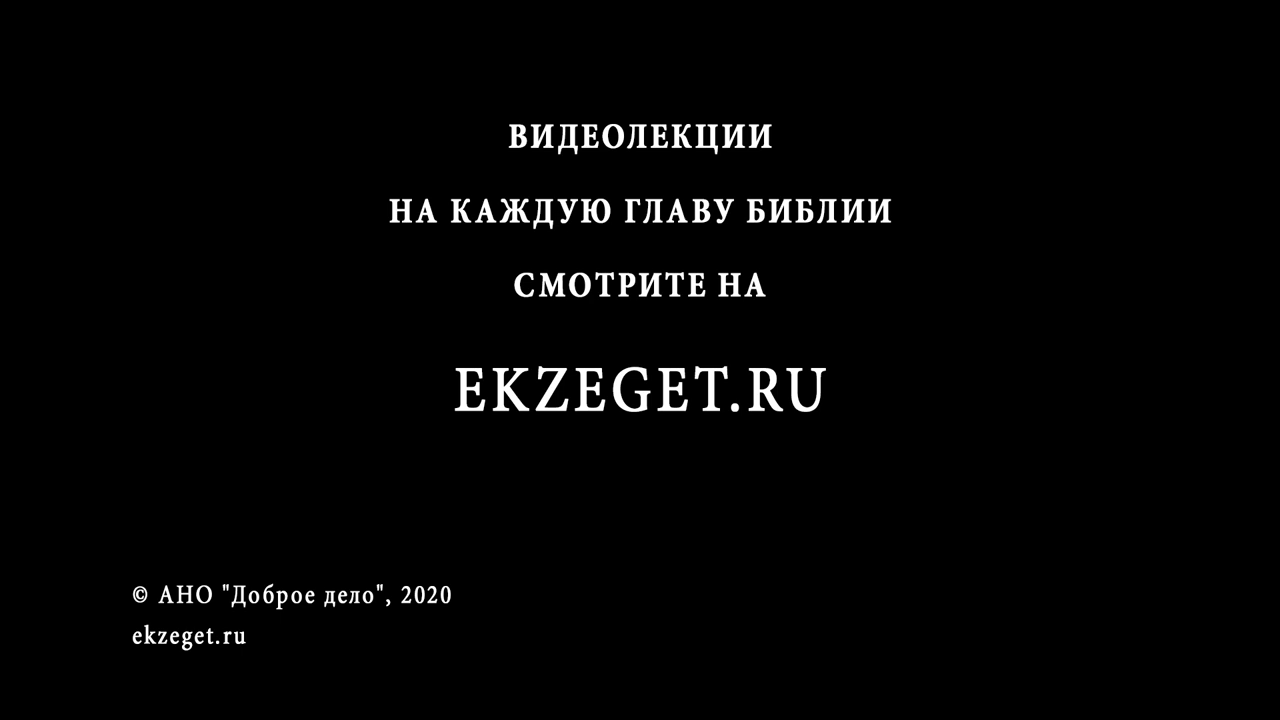 ВИДЕОЛЕКЦИИ
НА КАЖДУЮ ГЛАВУ БИБЛИИ
СМОТРИТЕ НА
EKZEGET.RU
© АНО "Доброе дело", 2020
ekzeget.ru